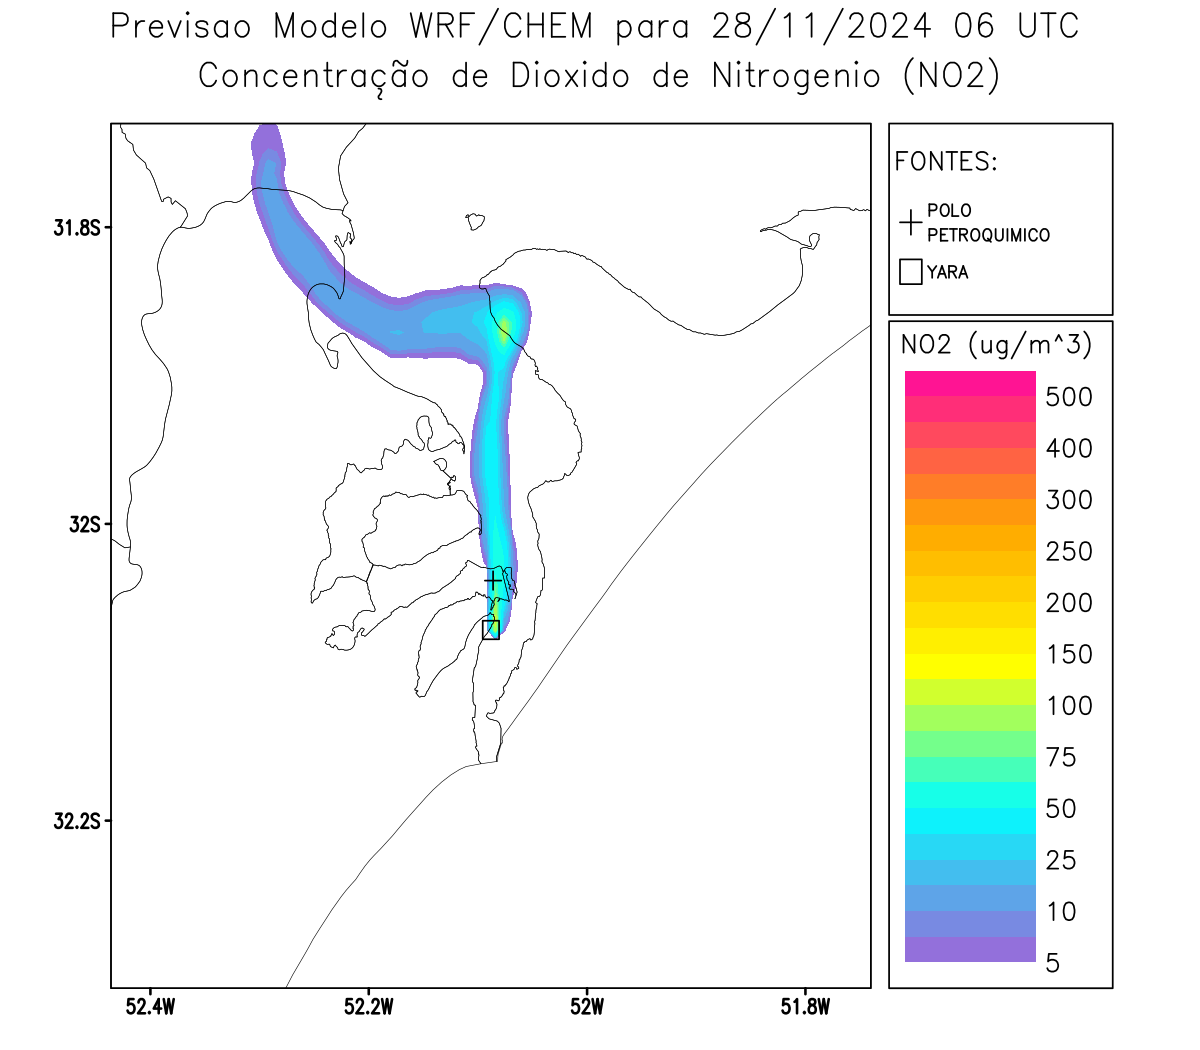 Previsao Modelo WRF/CHEM para 28/11/2024 06 UTC
Concentração de Dioxido de Nitrogenio (NO2)
FONTES:
POLO
PETROQUIMICO
YARA
NO2 (ug/m^3)
500
400
300
250
200
150
100
75
50
25
10
5
31.8S
32S
32.2S
52.4W
52.2W
52W
51.8W